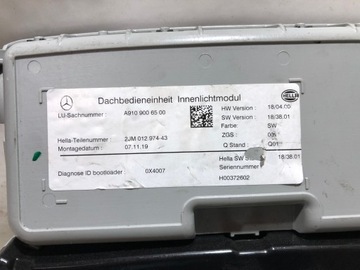 Dachbedieneinheit Innenlichtmodul
LU-Sachnummer: A910 900 65 00
HW Version: 18/04.00
SW Version: 18/38.01
Farbe: SW
ZGS:
Hella-Teilenummer: 2JM 012.974-43
Montagedatum: 07.11.19
Q Stand: Q01
Hella SW 18/38.01
Seriennummer
H00372602
Diagnose ID bootloader: 0X4007
HELLA